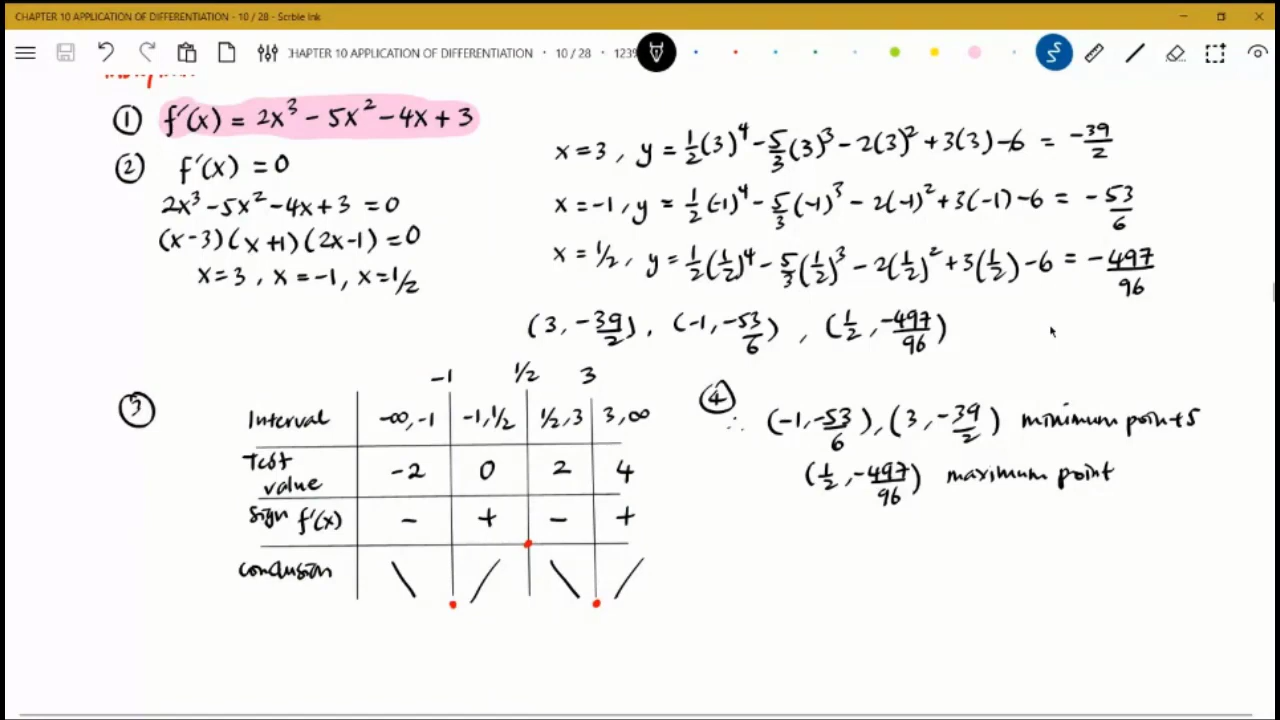 CHAPTER 10 APPLICATION OF DIFFERENTIATION - 10 / 28 - Scrble Ink
CHAPTER 10 APPLICATION OF DIFFERENTIATION • 10 / 28 • 1239
① f'(x) = 2x³ - 5x² - 4x + 3
② f'(x) = 0
2x³ - 5x² - 4x + 3 = 0
(x-3)(x+1)(2x-1) = 0
x = 3, x = -1, x = 1/2
x = 3, y = 1/2(3)⁴ - 5/3(3)³ - 2(3)² + 3(3) - 6 = -39/2
x = -1, y = 1/2(-1)⁴ - 5/3(-1)³ - 2(-1)² + 3(-1) - 6 = -53/6
x = 1/2, y = 1/2(1/2)⁴ - 5/3(1/2)³ - 2(1/2)² + 3(1/2) - 6 = -497/96
(3, -39/2), (-1, -53/6), (1/2, -497/96)
③
-1 1/2 3
Interval -∞,-1 -1,1/2 1/2,3 3,∞
Test value -2 0 2 4
Sign f'(x) - + - +
conclusion \ / \ /
④
∴ (-1, -53/6), (3, -39/2) minimum points
(1/2, -497/96) maximum point